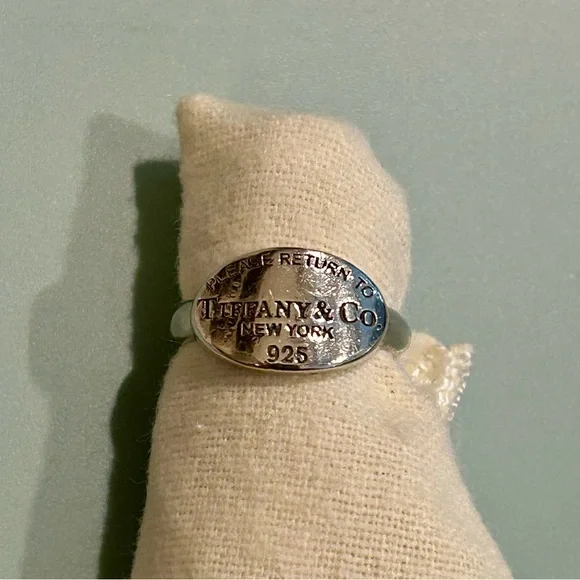 PLEASE RETURN TO
TIFFANY & CO.
NEW YORK
925